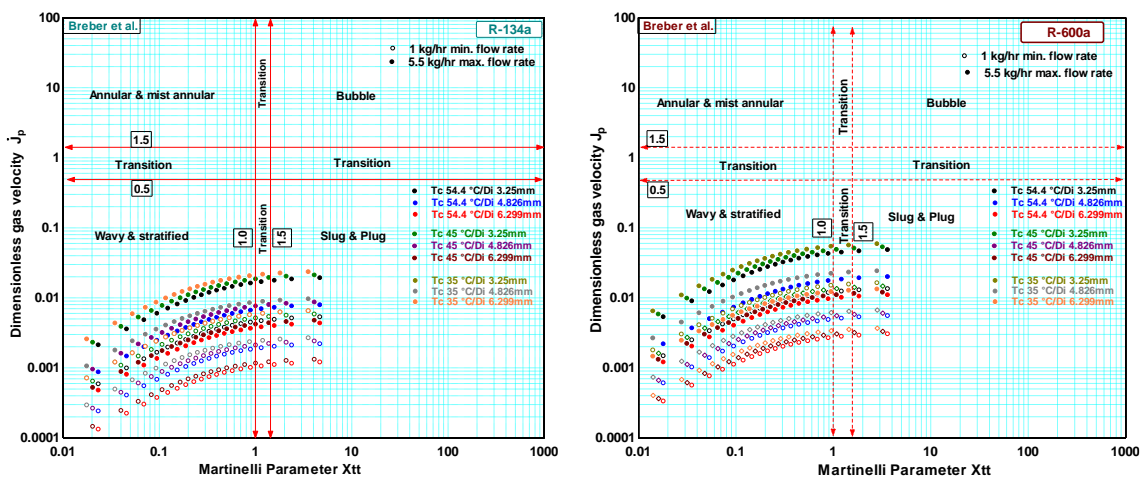 Breber et al.
R-134a
1 kg/hr min. flow rate
5.5 kg/hr max. flow rate
Annular & mist annular
Transition
Bubble
1.5
Transition
Transition
0.5
Tc 54.4 °C/Di 3.25mm
Tc 54.4 °C/Di 4.826mm
Tc 54.4 °C/Di 6.299mm
Wavy & stratified
1.0
Transition
1.5
Slug & Plug
Tc 45 °C/Di 3.25mm
Tc 45 °C/Di 4.826mm
Tc 45 °C/Di 6.299mm
Tc 35 °C/Di 3.25mm
Tc 35 °C/Di 4.826mm
Tc 35 °C/Di 6.299mm
100
10
1
0.1
0.01
0.001
0.0001
Dimensionless gas velocity J̇p
0.01
0.1
1
10
100
1000
Martinelli Parameter Xtt
Breber et al.
R-600a
1 kg/hr min. flow rate
5.5 kg/hr max. flow rate
Annular & mist annular
Transition
Bubble
1.5
Transition
Transition
0.5
Tc 54.4 °C/Di 3.25mm
Tc 54.4 °C/Di 4.826mm
Tc 54.4 °C/Di 6.299mm
Wavy & stratified
1.0
Transition
1.5
Slug & Plug
Tc 45 °C/Di 3.25mm
Tc 45 °C/Di 4.826mm
Tc 45 °C/Di 6.299mm
Tc 35 °C/Di 3.25mm
Tc 35 °C/Di 4.826mm
Tc 35 °C/Di 6.299mm
100
10
1
0.1
0.01
0.001
0.0001
Dimensionless gas velocity Jp
0.01
0.1
1
10
100
1000
Martinelli Parameter Xtt